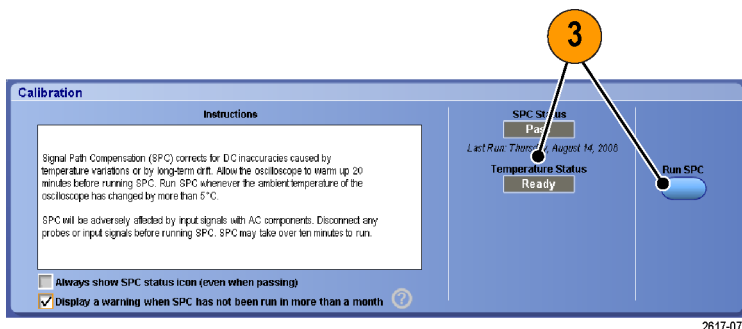 3
Calibration
Instructions
Signal Path Compensation (SPC) corrects for DC inaccuracies caused by
temperature variations or by long-term drift. Allow the oscilloscope to warm up 20
minutes before running SPC. Run SPC whenever the ambient temperature of the
oscilloscope has changed by more than 5°C.
SPC will be adversely affected by input signals with AC components. Disconnect any
probes or input signals before running SPC. SPC may take over ten minutes to run.
Always show SPC status icon (even when passing)
Display a warning when SPC has not been run in more than a month
?
SPC Status
Pass
Last Run: Thursday, August 14, 2008
Temperature Status
Ready
Run SPC
2617-07